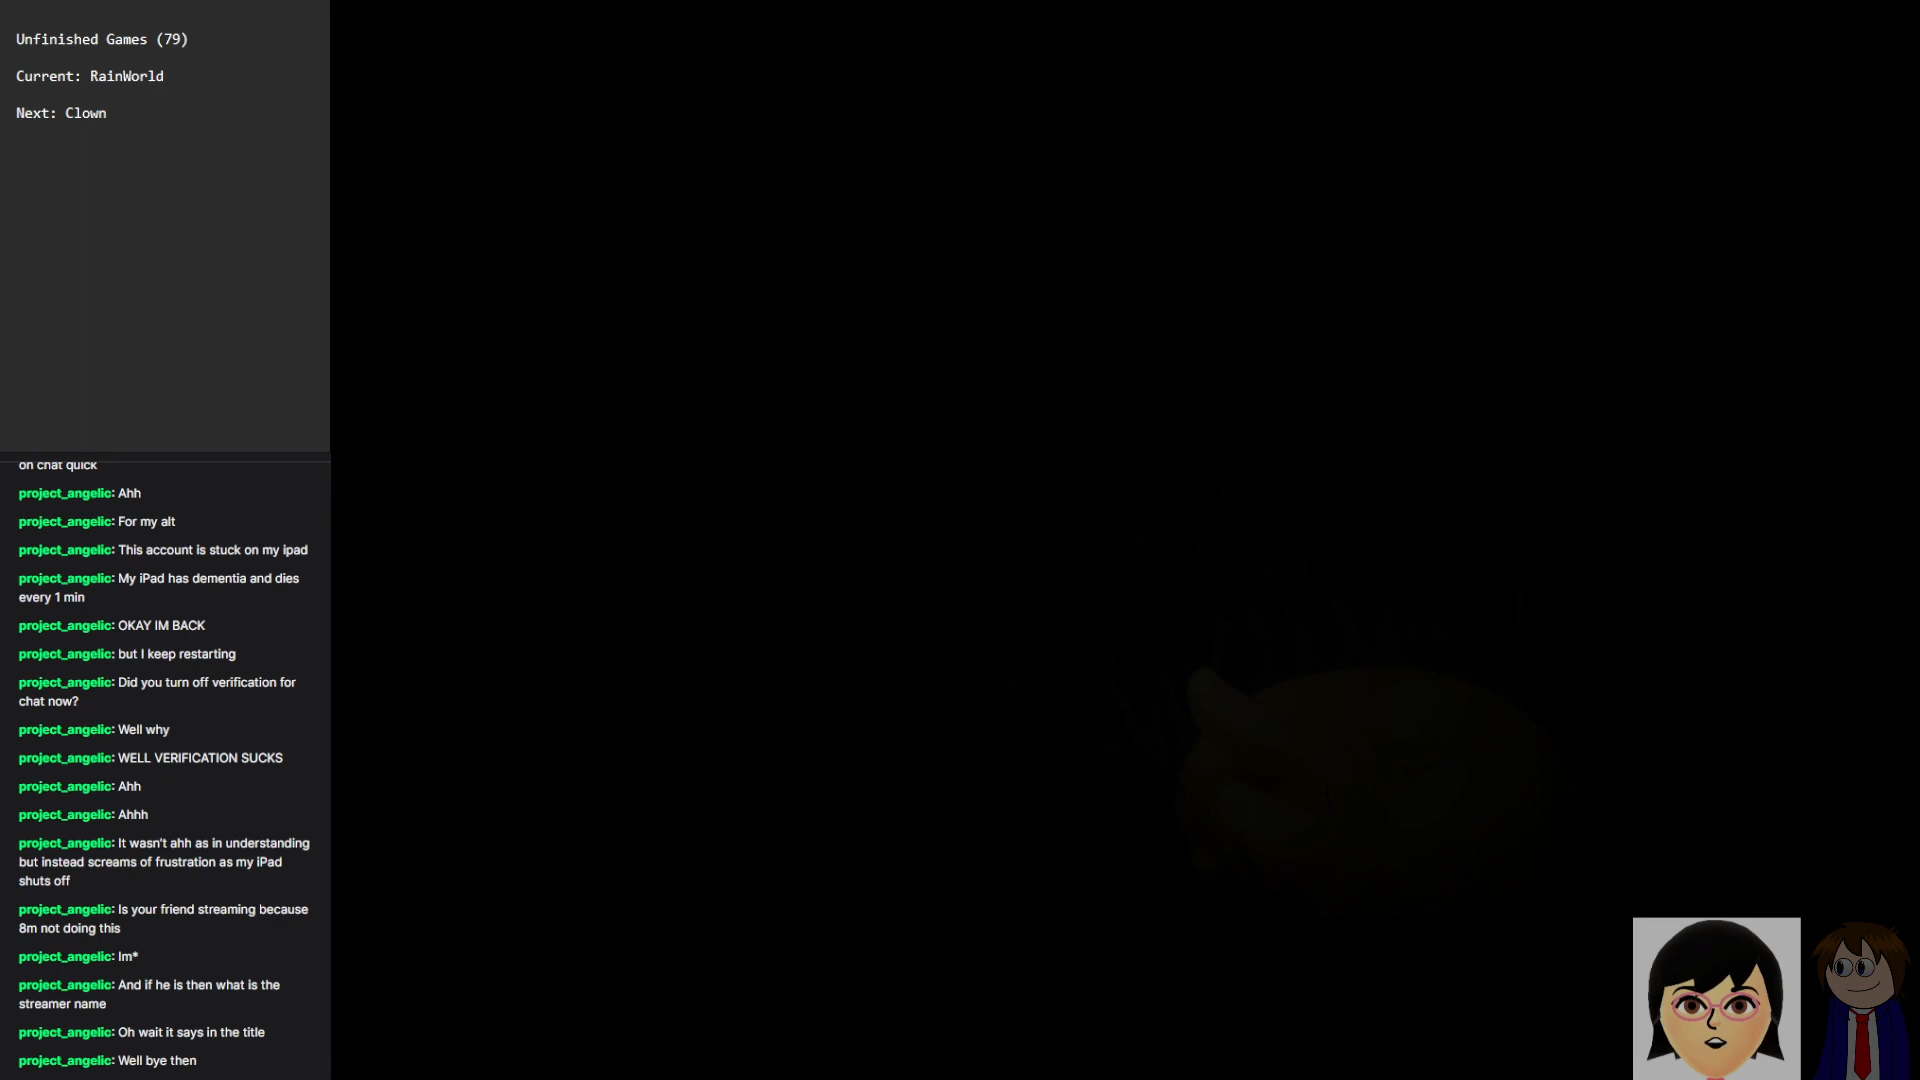 Unfinished Games (79)
Current: RainWorld
Next: Clown
on chat quick
project_angelic: Ahh
project_angelic: For my alt
project_angelic: This account is stuck on my ipad
project_angelic: My iPad has dementia and dies
every 1 min
project_angelic: OKAY IM BACK
project_angelic: but I keep restarting
project_angelic: Did you turn off verification for
chat now?
project_angelic: Well why
project_angelic: WELL VERIFICATION SUCKS
project_angelic: Ahh
project_angelic: Ahhh
project_angelic: It wasn't ahh as in understanding
but instead screams of frustration as my iPad
shuts off
project_angelic: Is your friend streaming because
8m not doing this
project_angelic: Im*
project_angelic: And if he is then what is the
streamer name
project_angelic: Oh wait it says in the title
project_angelic: Well bye then